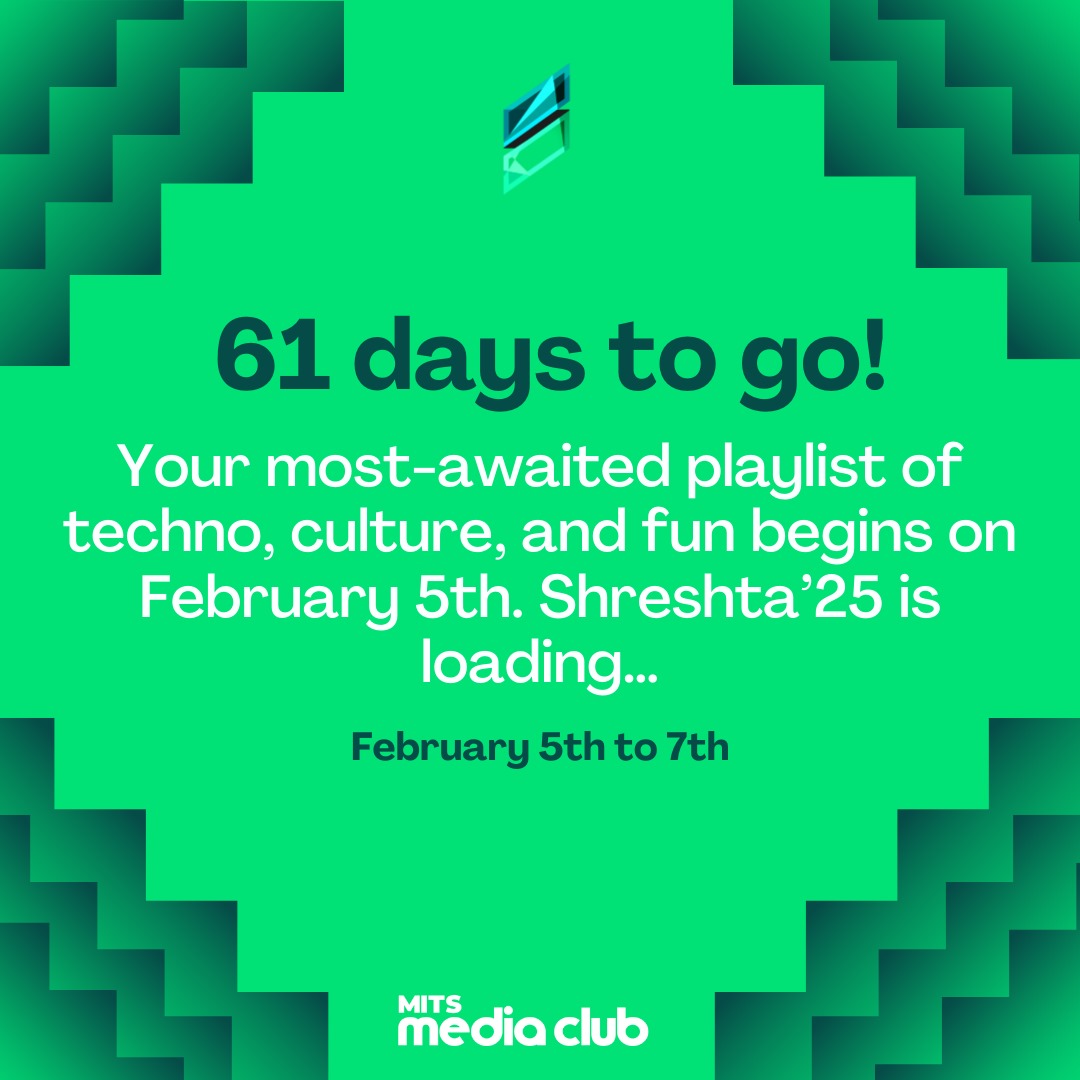 61 days to go!
Your most-awaited playlist of
techno, culture, and fun begins on
February 5th. Shreshta’25 is
loading...
February 5th to 7th
MITS
media club